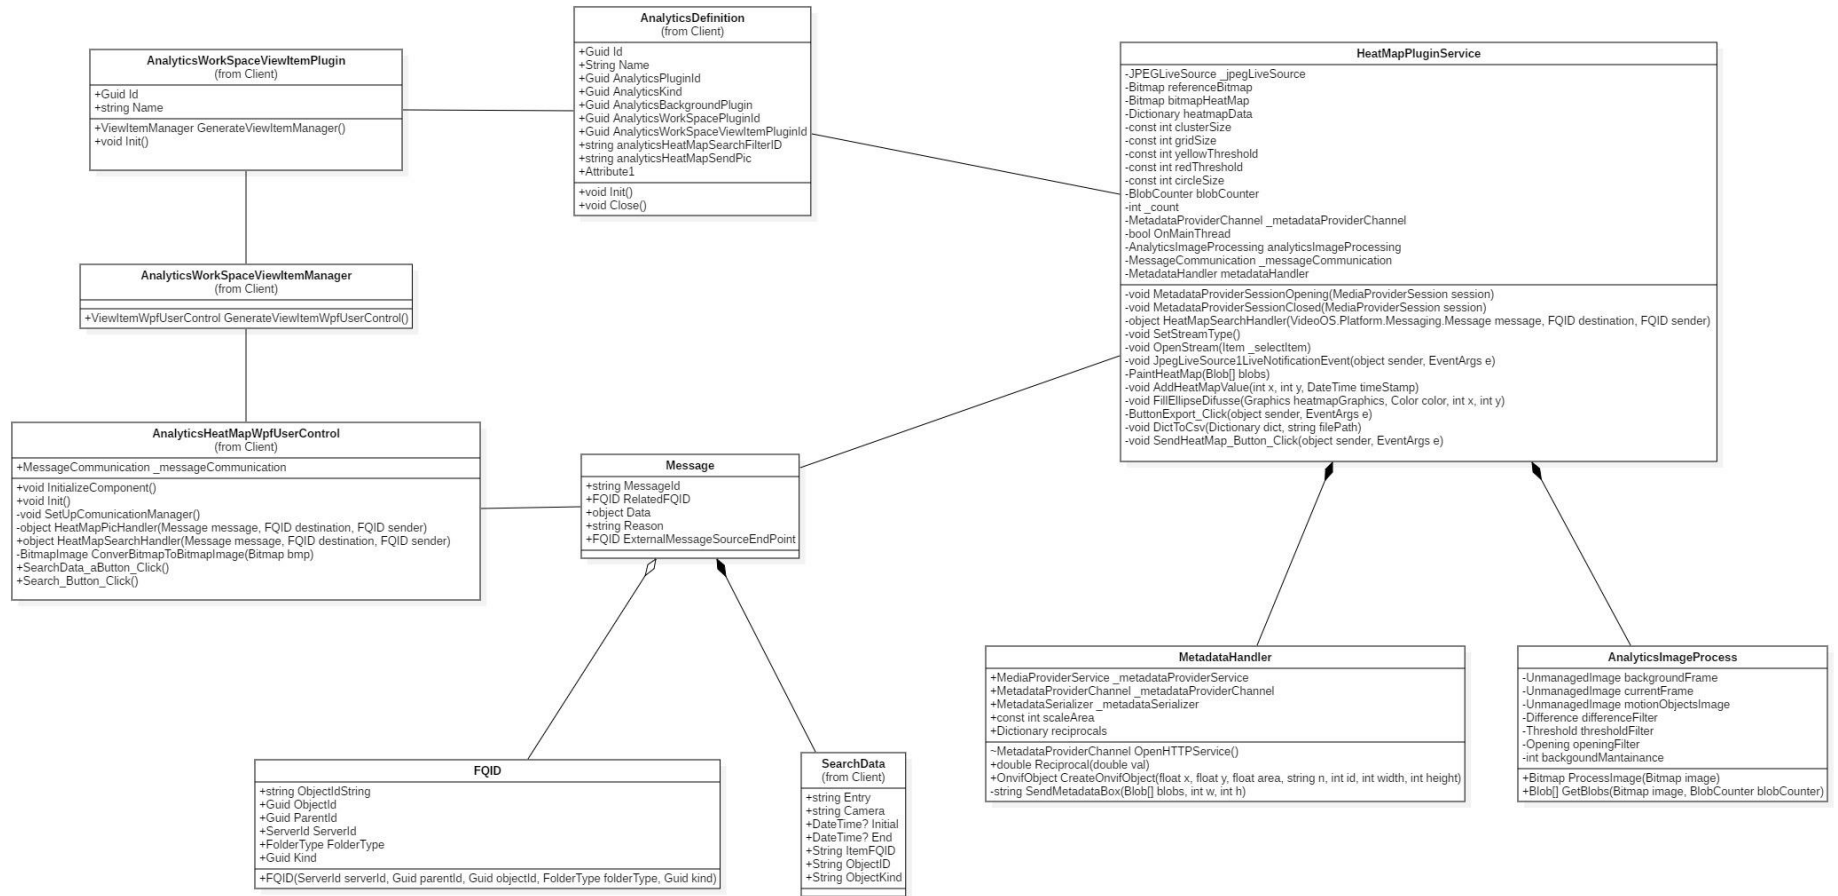 AnalyticsDefinition
(from Client)
+Guid Id
+String Name
+Guid AnalyticsPluginId
+Guid AnalyticsKind
+Guid AnalyticsBackgroundPlugin
+Guid AnalyticsWorkSpacePluginId
+Guid AnalyticsWorkSpaceViewItemPluginId
+string analyticsHeatMapSearchFilterID
+string analyticsHeatMapSendPic
+Attribute1
+void Init()
+void Close()
AnalyticsWorkSpaceViewItemPlugin
(from Client)
+Guid Id
+string Name
+ViewItemManager GenerateViewItemManager()
+void Init()
HeatMapPluginService
-JPEGLiveSource _jpegLiveSource
-Bitmap referenceBitmap
-Bitmap bitmapHeatMap
-Dictionary heatmapData
-const int clusterSize
-const int gridSize
-const int yellowThreshold
-const int redThreshold
-const int circleSize
-BlobCounter blobCounter
-int _count
-MetadataProviderChannel _metadataProviderChannel
-bool OnMainThread
-AnalyticsImageProcessing analyticsImageProcessing
-MessageCommunication _messageCommunication
-MetadataHandler metadataHandler
-void MetadataProviderSessionOpening(MediaProviderSession session)
-void MetadataProviderSessionClosed(MediaProviderSession session)
-object HeatMapSearchHandler(VideoOS.Platform.Messaging.Message message, FQID destination, FQID sender)
-void SetStreamType()
-void OpenStream(Item _selectItem)
-void JpegLiveSource1LiveNotificationEvent(object sender, EventArgs e)
-PaintHeatMap(Blob[] blobs)
-void AddHeatMapValue(int x, int y, DateTime timeStamp)
-void FillEllipseDifusse(Graphics heatmapGraphics, Color color, int x, int y)
-ButtonExport_Click(object sender, EventArgs e)
-void DictToCsv(Dictionary dict, string filePath)
-void SendHeatMap_Button_Click(object sender, EventArgs e)
AnalyticsWorkSpaceViewItemManager
(from Client)
+ViewItemWpfUserControl GenerateViewItemWpfUserControl()
AnalyticsHeatMapWpfUserControl
(from Client)
+MessageCommunication _messageCommunication
+void InitializeComponent()
+void Init()
-void SetUpComunicationManager()
-object HeatMapPicHandler(Message message, FQID destination, FQID sender)
+object HeatMapSearchHandler(Message message, FQID destination, FQID sender)
-BitmapImage ConverBitmapToBitmapImage(Bitmap bmp)
+SearchData_aButton_Click()
+Search_Button_Click()
Message
+string MessageId
+FQID RelatedFQID
+object Data
+string Reason
+FQID ExternalMessageSourceEndPoint
MetadataHandler
+MediaProviderService _metadataProviderService
+MetadataProviderChannel _metadataProviderChannel
+MetadataSerializer _metadataSerializer
+const int scaleArea
+Dictionary reciprocals
~MetadataProviderChannel OpenHTTPService()
+double Reciprocal(double val)
+OnvifObject CreateOnvifObject(float x, float y, float area, string n, int id, int width, int height)
-string SendMetadataBox(Blob[] blobs, int w, int h)
AnalyticsImageProcess
-UnmanagedImage backgroundFrame
-UnmanagedImage currentFrame
-UnmanagedImage motionObjectsImage
-Difference differenceFilter
-Threshold thresholdFilter
-Opening openingFilter
-int backgoundMantainance
+Bitmap ProcessImage(Bitmap image)
+Blob[] GetBlobs(Bitmap image, BlobCounter blobCounter)
FQID
+string ObjectIdString
+Guid ObjectId
+Guid ParentId
+ServerId ServerId
+FolderType FolderType
+Guid Kind
+FQID(ServerId serverId, Guid parentId, Guid objectId, FolderType folderType, Guid kind)
SearchData
(from Client)
+string Entry
+string Camera
+DateTime? Initial
+DateTime? End
+String ItemFQID
+String ObjectID
+String ObjectKind